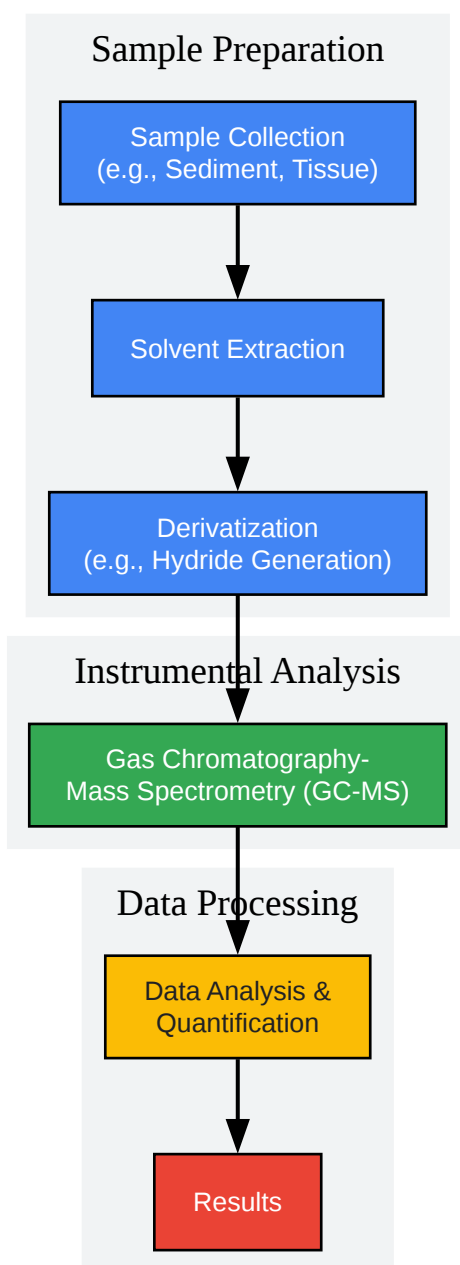 Sample Preparation
Sample Collection
(e.g., Sediment, Tissue)
Solvent Extraction
Derivatization
(e.g., Hydride Generation)
Instrumental Analysis
Gas Chromatography-
Mass Spectrometry (GC-MS)
Data Processing
Data Analysis &
Quantification
Results